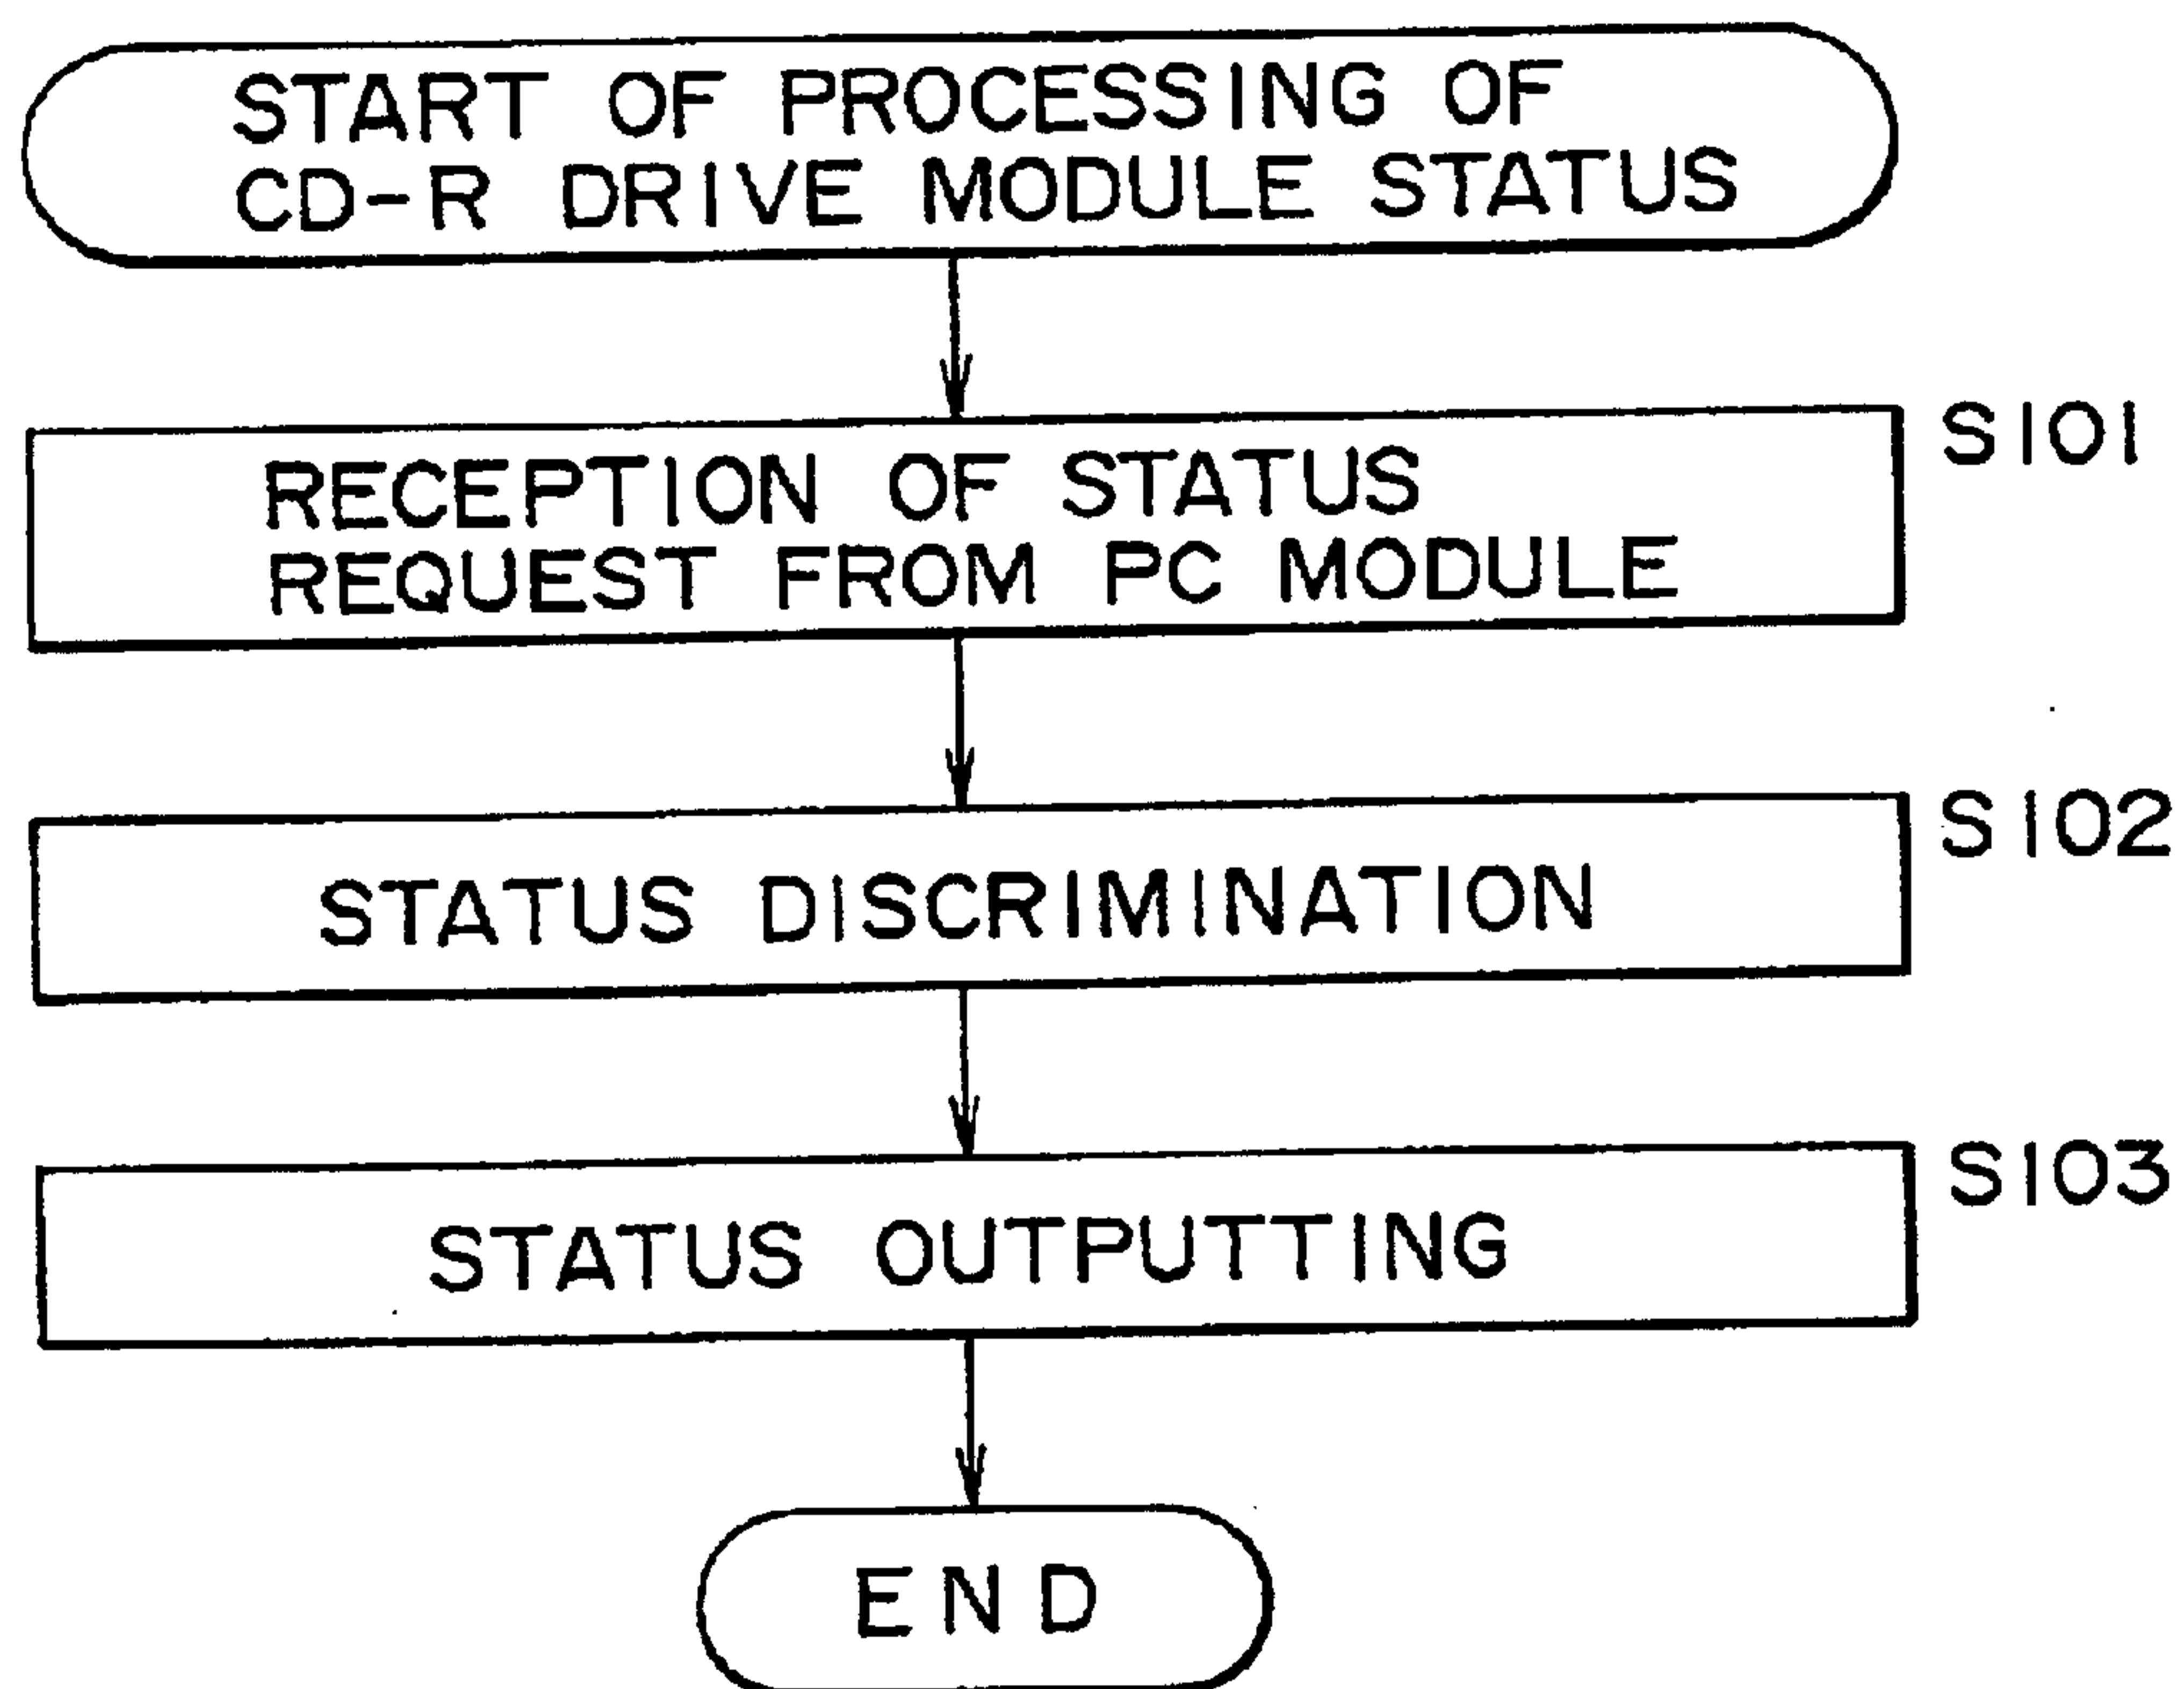 START OF PROCESSING OF
CD-R DRIVE MODULE STATUS
S101
RECEPTION OF STATUS
REQUEST FROM PC MODULE
S102
STATUS DISCRIMINATION
S103
STATUS OUTPUTTING
END